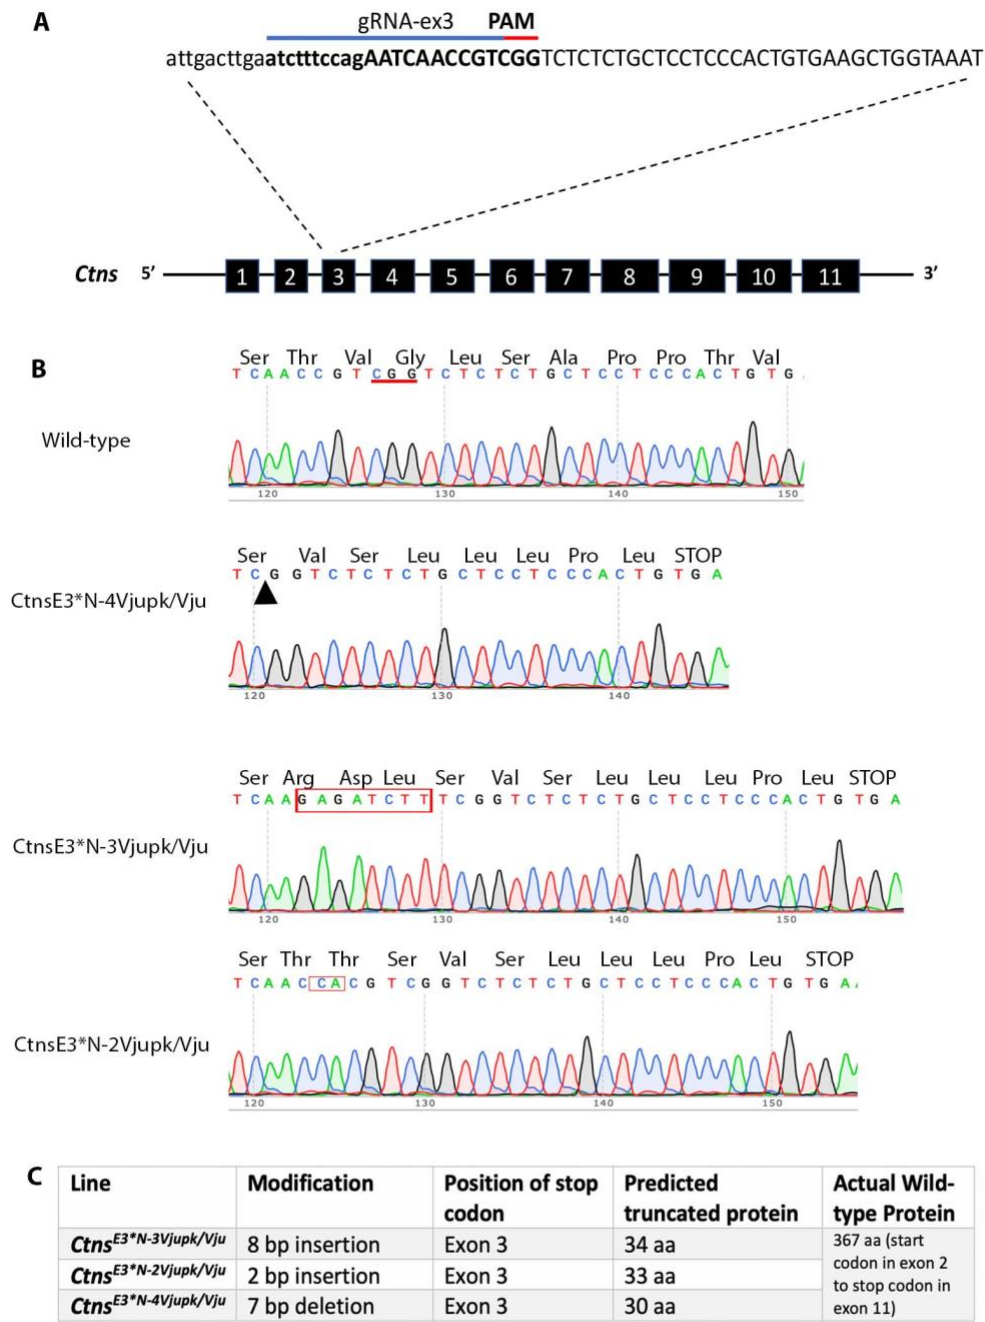 A
gRNA-ex3 PAM
attgacttgaatctttccagAATCAACCGTCGGTCTCTCTGCTCCTCCCACTGTGAAGCTGGTAAAT
Ctns 5’ 1 2 3 4 5 6 7 8 9 10 11 3’
B
Ser Thr Val Gly Leu Ser Ala Pro Pro Thr Val
T C A A C C G T C G G T C T C T C T G C T C C T C C C A C T G T G
Wild-type
120 130 140 150
Ser Val Ser Leu Leu Leu Pro Leu STOP
T C G G T C T C T C T G C T C C T C C C A C T G T G A
CtnsE3*N-4Vjupk/Vju
120 130 140
Ser Arg Asp Leu Ser Val Ser Leu Leu Leu Pro Leu STOP
T C A A G A G A T C T T T C G G T C T C T C T G C T C C T C C C A C T G T G A
CtnsE3*N-3Vjupk/Vju
120 130 140 150
Ser Thr Thr Ser Val Ser Leu Leu Leu Pro Leu STOP
T C A A C C A C G T C G G T C T C T C T G C T C C T C C C A C T G T G A A
CtnsE3*N-2Vjupk/Vju
120 130 140 150
C
Line Modification Position of stop codon Predicted truncated protein Actual Wild-type Protein
CtnsE3*N-3Vjupk/Vju 8 bp insertion Exon 3 34 aa 367 aa (start codon in exon 2 to stop codon in exon 11)
CtnsE3*N-2Vjupk/Vju 2 bp insertion Exon 3 33 aa
CtnsE3*N-4Vjupk/Vju 7 bp deletion Exon 3 30 aa